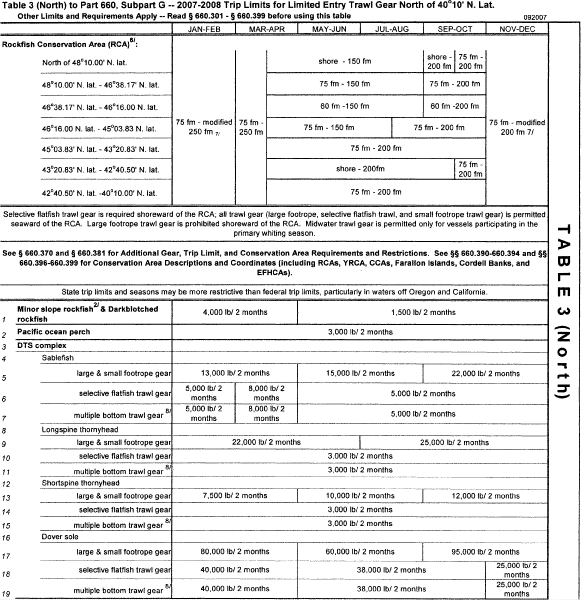 Table 3 (North) to Part 660, Subpart G -- 2007-2008 Trip Limits for Limited Entry Trawl Gear North of 40°10' N. Lat.
Other Limits and Requirements Apply -- Read § 660.301 - § 660.399 before using this table 092007
JAN-FEB MAR-APR MAY-JUN JUL-AUG SEP-OCT NOV-DEC
Rockfish Conservation Area (RCA)6/:
North of 48°10.00' N. lat. shore - 150 fm shore - 200 fm 75 fm - 200 fm
48°10.00' N. lat. - 46°38.17' N. lat. 75 fm - 150 fm 75 fm - 200 fm
46°38.17' N. lat. - 46°16.00 N. lat. 60 fm -150 fm 60 fm -200 fm
46°16.00 N. lat. - 45°03.83 N. lat. 75 fm - modified 250 fm 7/ 75 fm - 250 fm 75 fm - 150 fm 75 fm - 200 fm 75 fm - modified 200 fm 7/
45°03.83' N. lat. - 43°20.83' N. lat. 75 fm - 200 fm
43°20.83' N. lat. - 42°40.50' N. lat. shore - 200fm 75 fm - 200 fm
42°40.50' N. lat. -40°10.00' N. lat. 75 fm - 200 fm
Selective flatfish trawl gear is required shoreward of the RCA; all trawl gear (large footrope, selective flatfish trawl, and small footrope trawl gear) is permitted
seaward of the RCA. Large footrope trawl gear is prohibited shoreward of the RCA. Midwater trawl gear is permitted only for vessels participating in the
primary whiting season.
See § 660.370 and § 660.381 for Additional Gear, Trip Limit, and Conservation Area Requirements and Restrictions. See §§ 660.390-660.394 and §§
660.396-660.399 for Conservation Area Descriptions and Coordinates (including RCAs, YRCA, CCAs, Farallon Islands, Cordell Banks, and
EFHCAs).
State trip limits and seasons may be more restrictive than federal trip limits, particularly in waters off Oregon and California.
1 Minor slope rockfish2/ & Darkblotched rockfish 4,000 lb/ 2 months 1,500 lb/ 2 months
2 Pacific ocean perch 3,000 lb/ 2 months
3 DTS complex
4 Sablefish
5 large & small footrope gear 13,000 lb/ 2 months 15,000 lb/ 2 months 22,000 lb/ 2 months
6 selective flatfish trawl gear 5,000 lb/ 2 months 8,000 lb/ 2 months 5,000 lb/ 2 months
7 multiple bottom trawl gear 8/ 5,000 lb/ 2 months 8,000 lb/ 2 months 5,000 lb/ 2 months
8 Longspine thornyhead
9 large & small footrope gear 22,000 lb/ 2 months 25,000 lb/ 2 months
10 selective flatfish trawl gear 3,000 lb/ 2 months
11 multiple bottom trawl gear 8/ 3,000 lb/ 2 months
12 Shortspine thornyhead
13 large & small footrope gear 7,500 lb/ 2 months 10,000 lb/ 2 months 12,000 lb/ 2 months
14 selective flatfish trawl gear 3,000 lb/ 2 months
15 multiple bottom trawl gear 8/ 3,000 lb/ 2 months
16 Dover sole
17 large & small footrope gear 80,000 lb/ 2 months 60,000 lb/ 2 months 95,000 lb/ 2 months
18 selective flatfish trawl gear 40,000 lb/ 2 months 38,000 lb/ 2 months 25,000 lb/ 2 months
19 multiple bottom trawl gear 8/ 40,000 lb/ 2 months 38,000 lb/ 2 months 25,000 lb/ 2 months
TABLE 3 (North)